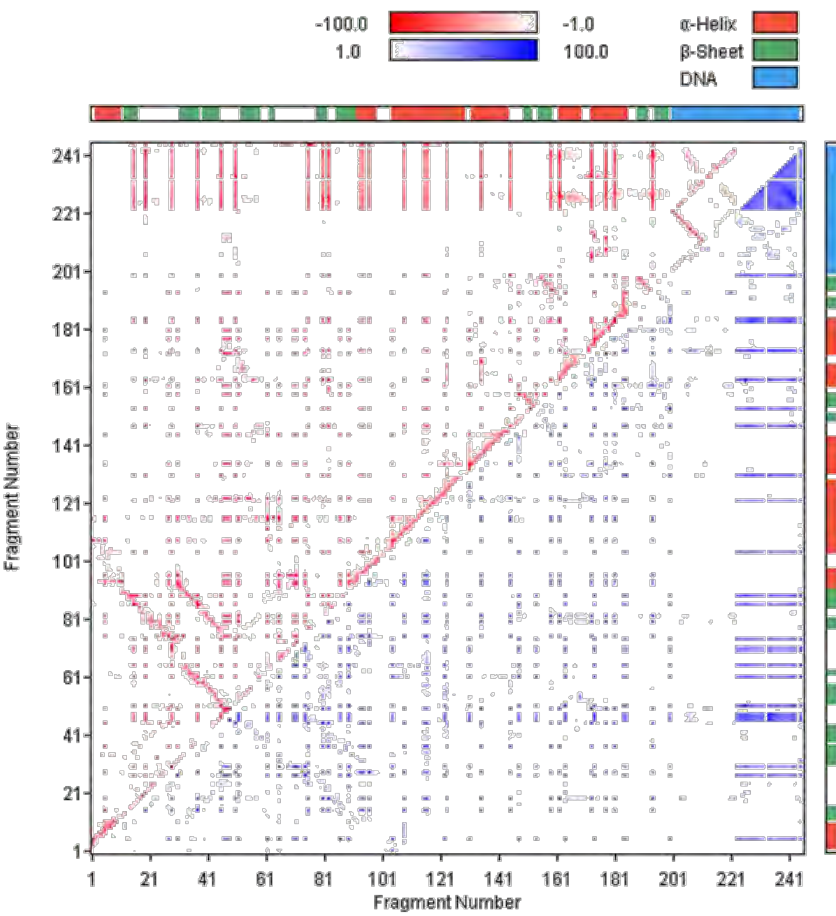 -100.0 -1.0 α-Helix
1.0 100.0 β-Sheet
DNA
241
221
201
181
161
141
121
101
81
61
41
21
1
Fragment Number
1 21 41 61 81 101 121 141 161 181 201 221 241
Fragment Number